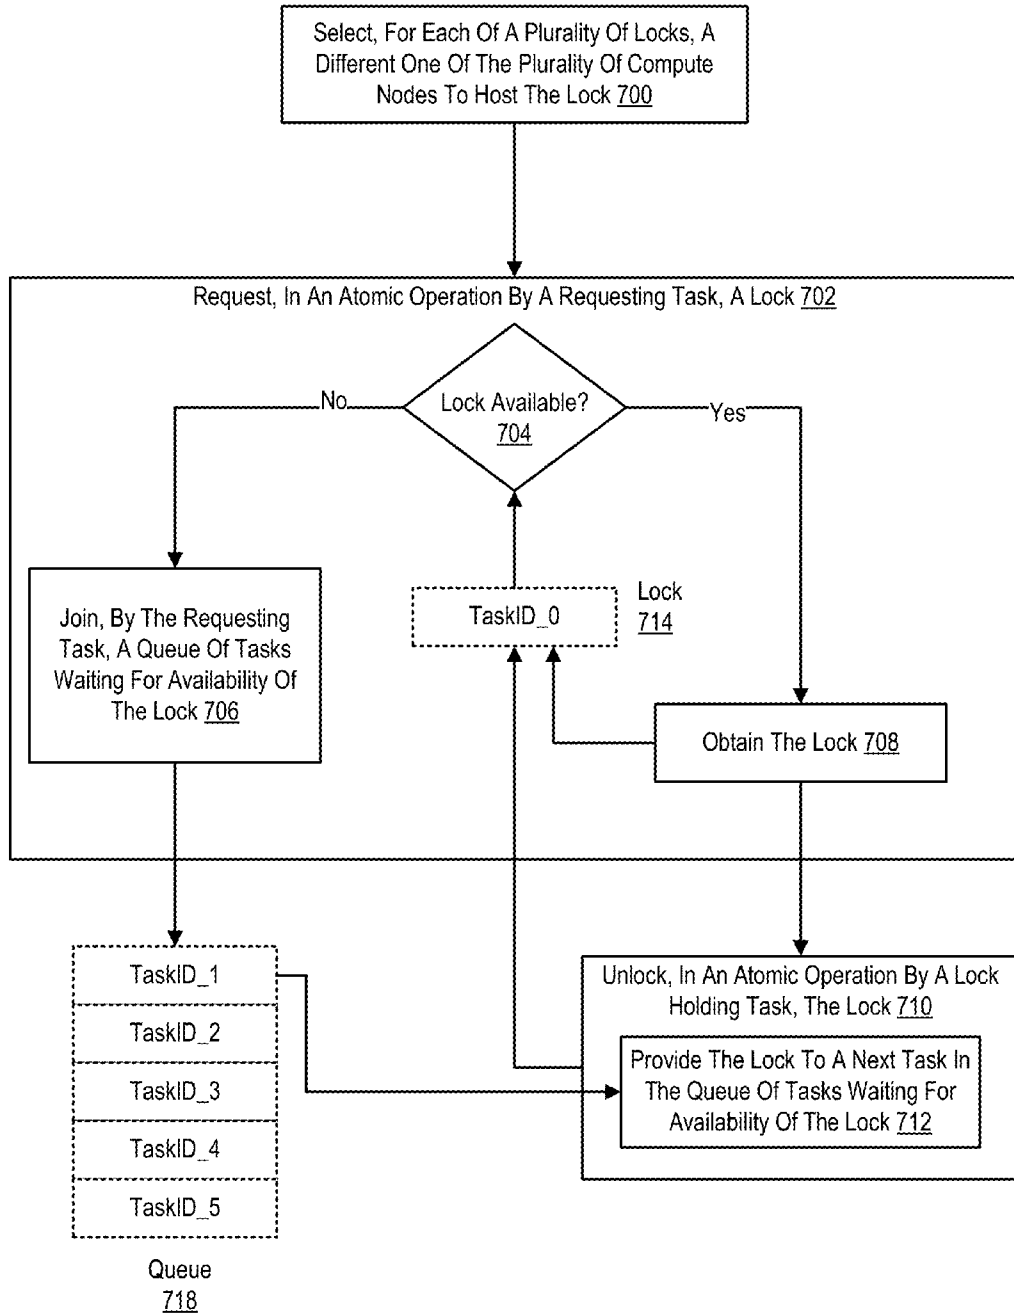 Select, For Each Of A Plurality Of Locks, A
Different One Of The Plurality Of Compute
Nodes To Host The Lock 700
Request, In An Atomic Operation By A Requesting Task, A Lock 702
No
Lock Available?
704
Yes
Join, By The Requesting
Task, A Queue Of Tasks
Waiting For Availability Of
The Lock 706
TaskID_0
Lock
714
Obtain The Lock 708
TaskID_1
TaskID_2
TaskID_3
TaskID_4
TaskID_5
Queue
718
Unlock, In An Atomic Operation By A Lock
Holding Task, The Lock 710
Provide The Lock To A Next Task In
The Queue Of Tasks Waiting For
Availability Of The Lock 712